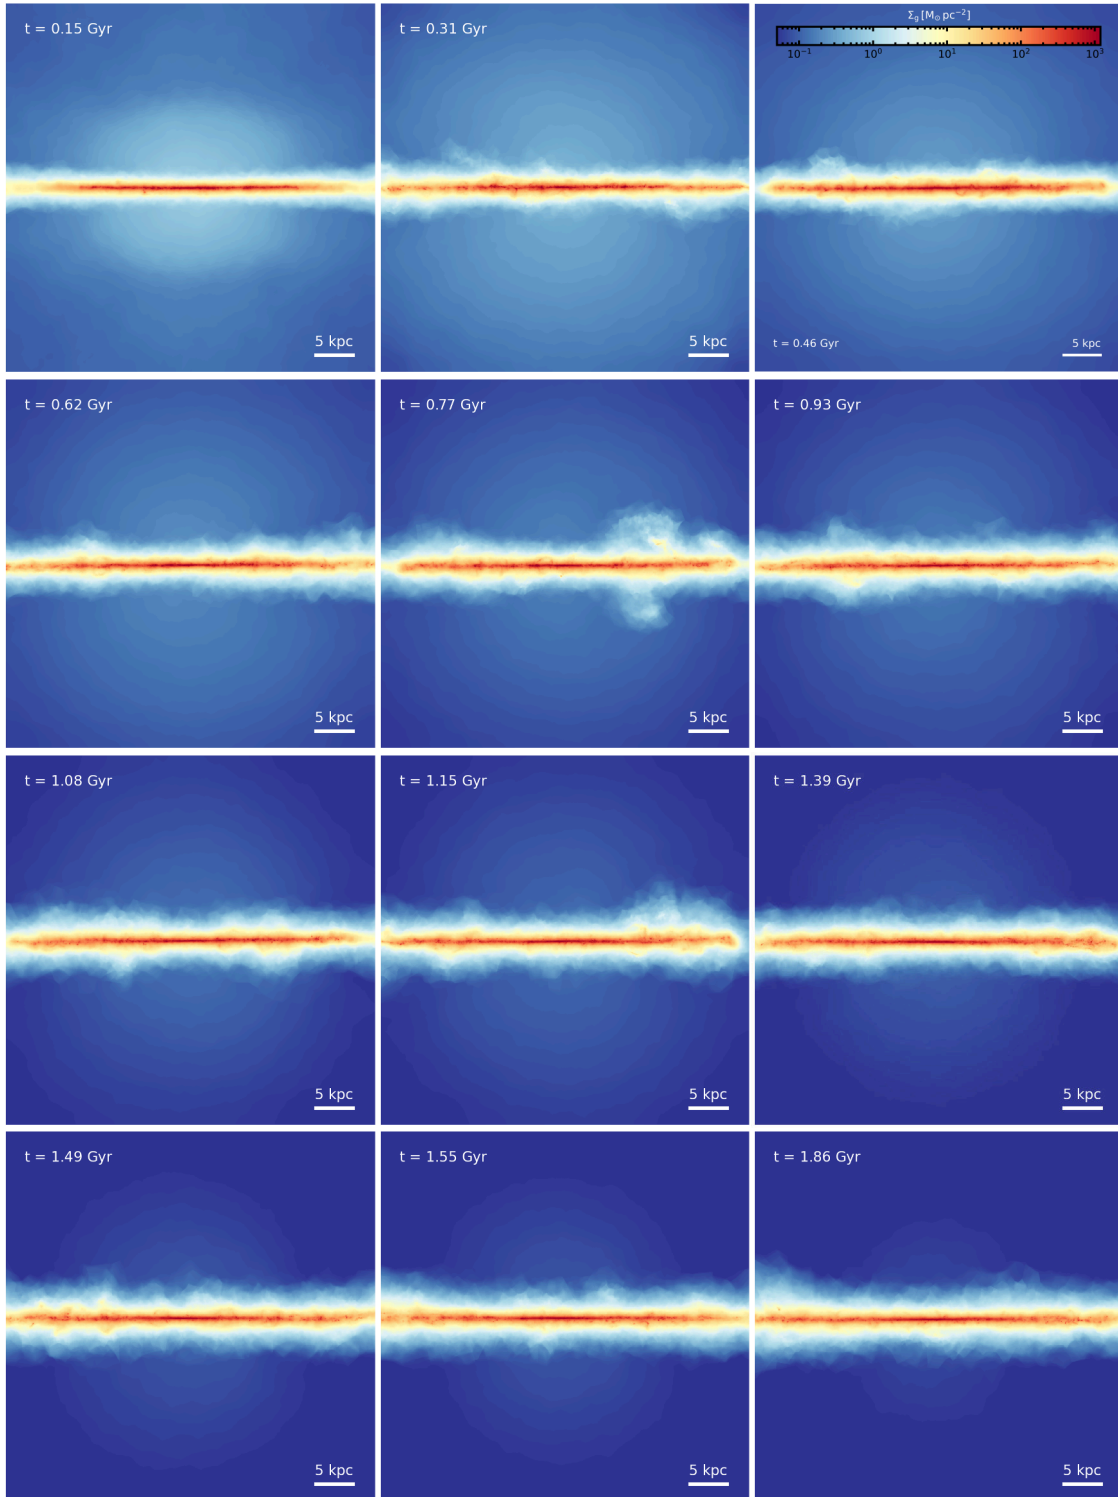 t = 0.15 Gyr
5 kpc
t = 0.31 Gyr
5 kpc
Σg [M⊙ pc⁻²]
10⁻¹ 10⁰ 10¹ 10² 10³
t = 0.46 Gyr
5 kpc
t = 0.62 Gyr
5 kpc
t = 0.77 Gyr
5 kpc
t = 0.93 Gyr
5 kpc
t = 1.08 Gyr
5 kpc
t = 1.15 Gyr
5 kpc
t = 1.39 Gyr
5 kpc
t = 1.49 Gyr
5 kpc
t = 1.55 Gyr
5 kpc
t = 1.86 Gyr
5 kpc